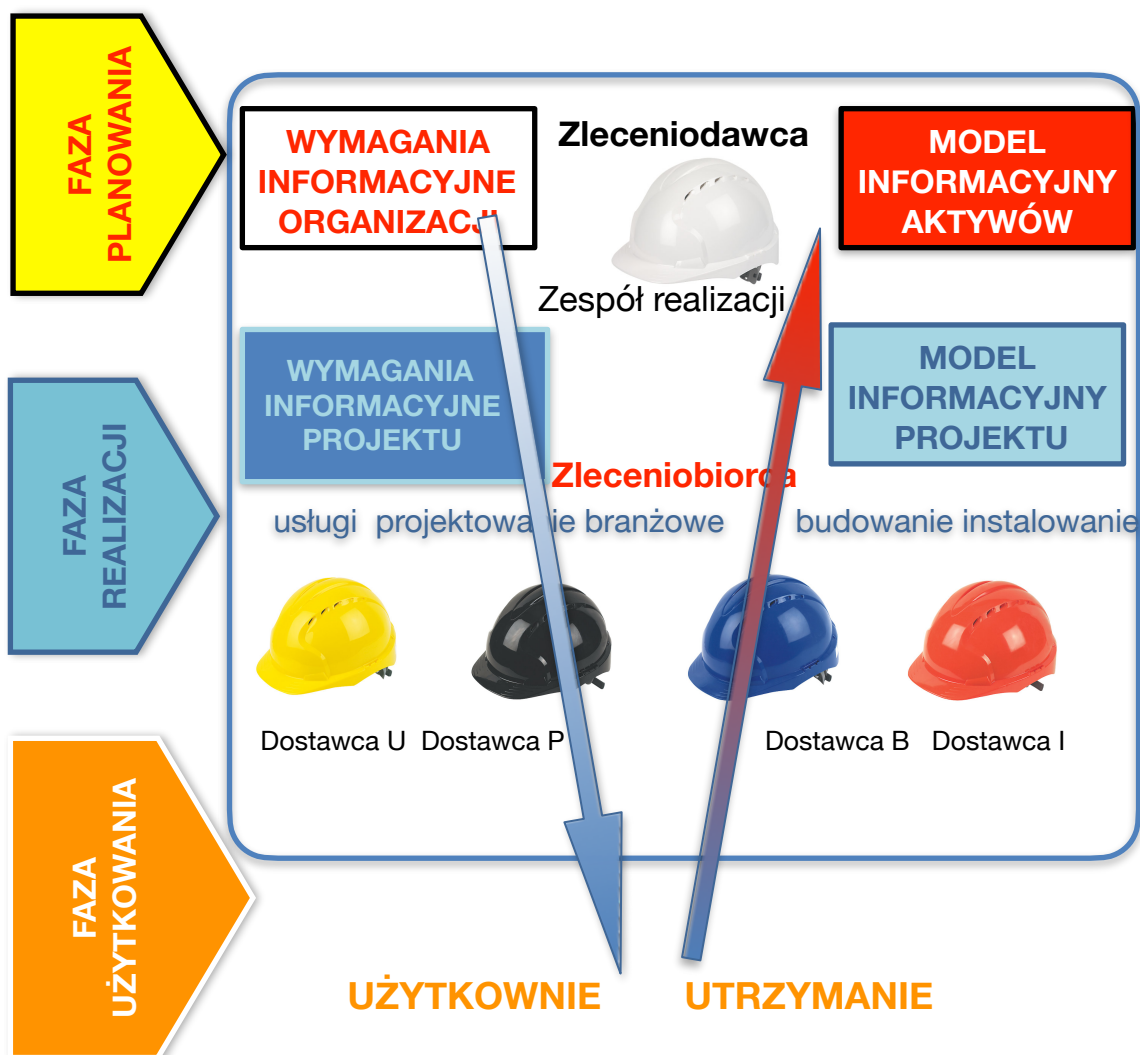 FAZA
PLANOWANIA
WYMAGANIA
INFORMACYJNE
ORGANIZACJI
Zleceniodawca
MODEL
INFORMACYJNY
AKTYWÓW
Zespół realizacji
FAZA
REALIZACJI
WYMAGANIA
INFORMACYJNE
PROJEKTU
MODEL
INFORMACYJNY
PROJEKTU
Zleceniobiorca
usługi projektowanie branżowe
budowanie instalowanie
Dostawca U
Dostawca P
Dostawca B
Dostawca I
FAZA
UŻYTKOWANIA
UŻYTKOWNIE
UTRZYMANIE